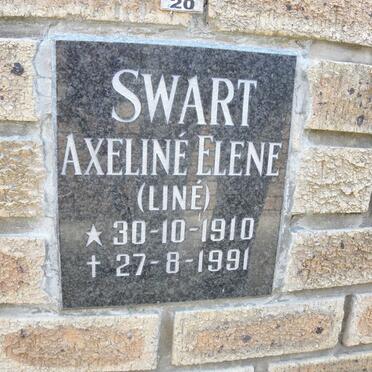 20
SWART
AXELINÉ ELENE
(LINÉ)
★ 30-10-1910
✝ 27-8-1991